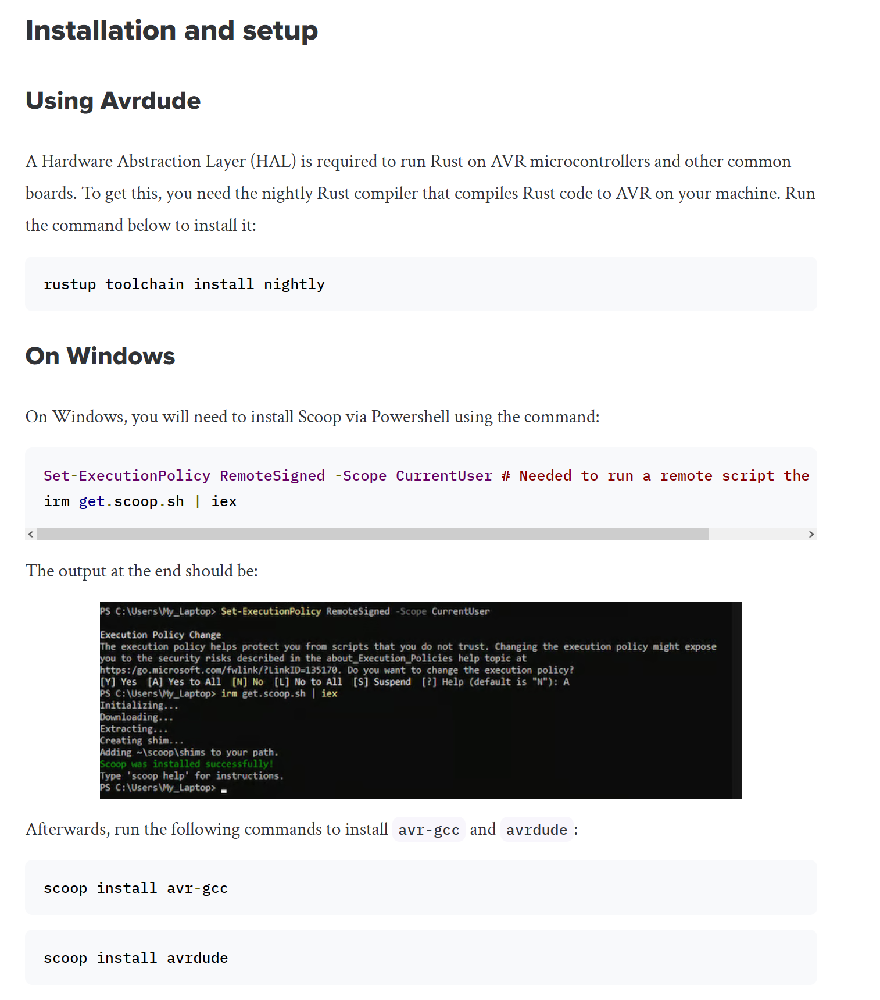 Installation and setup
Using Avrdude
A Hardware Abstraction Layer (HAL) is required to run Rust on AVR microcontrollers and other common
boards. To get this, you need the nightly Rust compiler that compiles Rust code to AVR on your machine. Run
the command below to install it:
rustup toolchain install nightly
On Windows
On Windows, you will need to install Scoop via Powershell using the command:
Set-ExecutionPolicy RemoteSigned -Scope CurrentUser # Needed to run a remote script the
irm get.scoop.sh | iex
The output at the end should be:
PS C:\Users\My_Laptop> Set-ExecutionPolicy RemoteSigned -Scope CurrentUser
Execution Policy Change
The execution policy helps protect you from scripts that you do not trust. Changing the execution policy might expose
you to the security risks described in the about_Execution_Policies help topic at
https:/go.microsoft.com/fwlink/?LinkID=135170. Do you want to change the execution policy?
[Y] Yes  [A] Yes to All  [N] No  [L] No to All  [S] Suspend  [?] Help (default is "N"): A
PS C:\Users\My_Laptop> irm get.scoop.sh | iex
Initializing...
Downloading...
Extracting...
Creating shim...
Adding ~\scoop\shims to your path.
Scoop was installed successfully!
Type 'scoop help' for instructions.
PS C:\Users\My_Laptop>
Afterwards, run the following commands to install avr-gcc and avrdude:
scoop install avr-gcc
scoop install avrdude